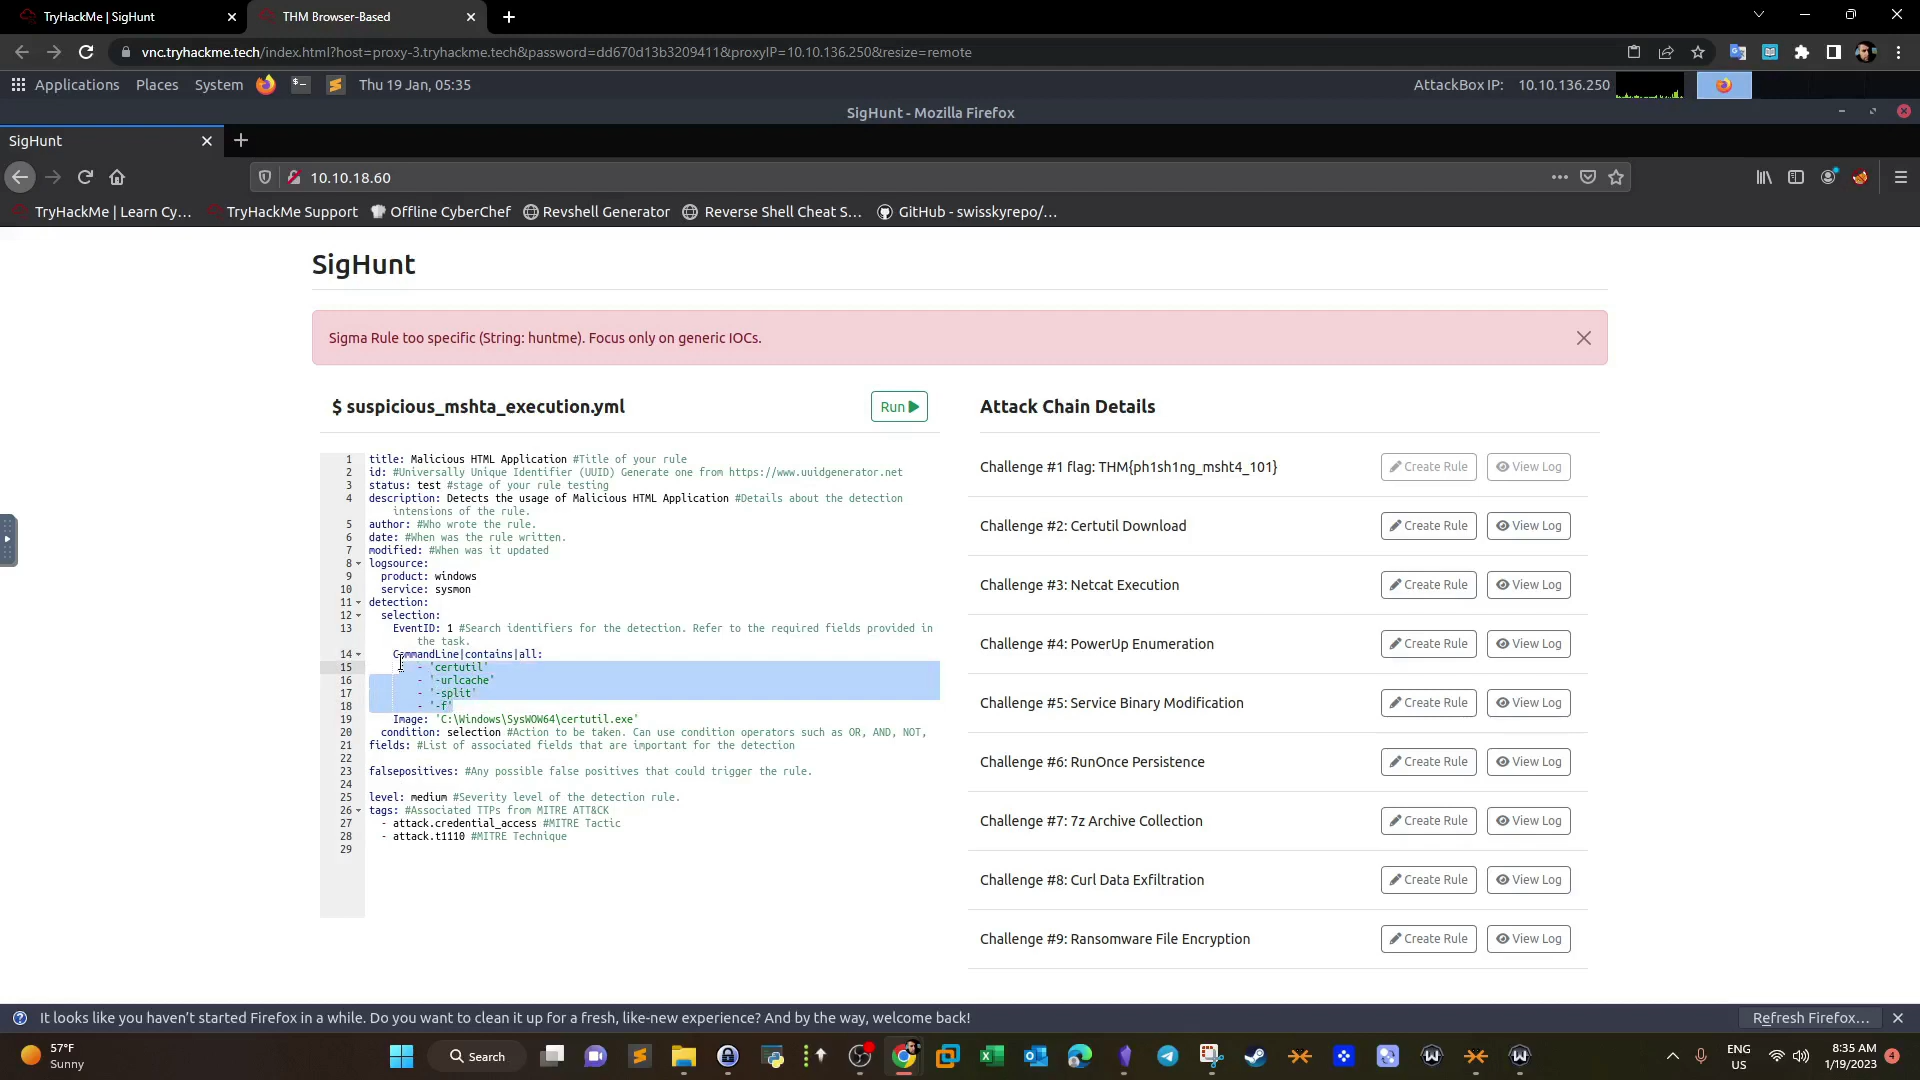 TryHackMe | SigHunt
THM Browser-Based
vnc.tryhackme.tech/index.html?host=proxy-3.tryhackme.tech&password=dd670d13b3209411&proxyIP=10.10.136.250&resize=remote
Applications Places System Thu 19 Jan, 05:35 AttackBox IP: 10.10.136.250
SigHunt - Mozilla Firefox
SigHunt
10.10.18.60
TryHackMe | Learn Cy… TryHackMe Support Offline CyberChef Revshell Generator Reverse Shell Cheat S… GitHub - swisskyrepo/…
SigHunt
Sigma Rule too specific (String: huntme). Focus only on generic IOCs.
$ suspicious_mshta_execution.yml
Run
1 title: Malicious HTML Application #Title of your rule
2 id: #Universally Unique Identifier (UUID) Generate one from https://www.uuidgenerator.net
3 status: test #stage of your rule testing
4 description: Detects the usage of Malicious HTML Application #Details about the detection
intensions of the rule.
5 author: #Who wrote the rule.
6 date: #When was the rule written.
7 modified: #When was it updated
8 logsource:
9 product: windows
10 service: sysmon
11 detection:
12 selection:
13 EventID: 1 #Search identifiers for the detection. Refer to the required fields provided in
the task.
14 CommandLine|contains|all:
15 - 'certutil'
16 - '-urlcache'
17 - '-split'
18 - '-f'
19 Image: 'C:\Windows\SysWOW64\certutil.exe'
20 condition: selection #Action to be taken. Can use condition operators such as OR, AND, NOT,
21 fields: #List of associated fields that are important for the detection
22
23 falsepositives: #Any possible false positives that could trigger the rule.
24
25 level: medium #Severity level of the detection rule.
26 tags: #Associated TTPs from MITRE ATT&CK
27 - attack.credential_access #MITRE Tactic
28 - attack.t1110 #MITRE Technique
29
Attack Chain Details
Challenge #1 flag: THM{ph1sh1ng_msht4_101} Create Rule View Log
Challenge #2: Certutil Download Create Rule View Log
Challenge #3: Netcat Execution Create Rule View Log
Challenge #4: PowerUp Enumeration Create Rule View Log
Challenge #5: Service Binary Modification Create Rule View Log
Challenge #6: RunOnce Persistence Create Rule View Log
Challenge #7: 7z Archive Collection Create Rule View Log
Challenge #8: Curl Data Exfiltration Create Rule View Log
Challenge #9: Ransomware File Encryption Create Rule View Log
It looks like you haven’t started Firefox in a while. Do you want to clean it up for a fresh, like-new experience? And by the way, welcome back! Refresh Firefox…
57°F
Sunny
Search
ENG
US
8:35 AM
1/19/2023
4